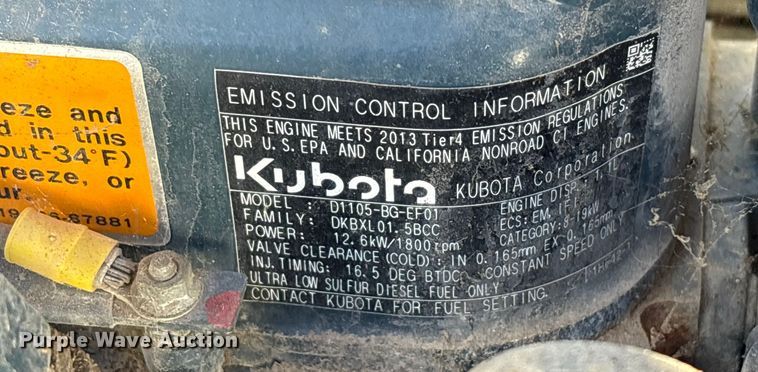 eze and
d in this
out-34°F)
reeze, or
ur.
87881
EMISSION CONTROL INFORMATION
THIS ENGINE MEETS 2013 Tier4 EMISSION REGULATIONS
FOR U.S.EPA AND CALIFORNIA NONROAD CI ENGINES.
Kubota KUBOTA Corporation
MODEL : D1105-BG-EF01 ENGINE DISP.:
FAMILY: DKBXL01.5BCC ECS:EM, IFI
POWER: 12.6kW/1800rpm CATEGORY:8-19kW
VALVE CLEARANCE(COLD): IN 0.165mm EX 0.165mm
INJ.TIMING: 16.5 DEG BTDC. CONSTANT SPEED ONLY
ULTRA LOW SULFUR DIESEL FUEL ONLY
CONTACT KUBOTA FOR FUEL SETTING.
Purple Wave Auction